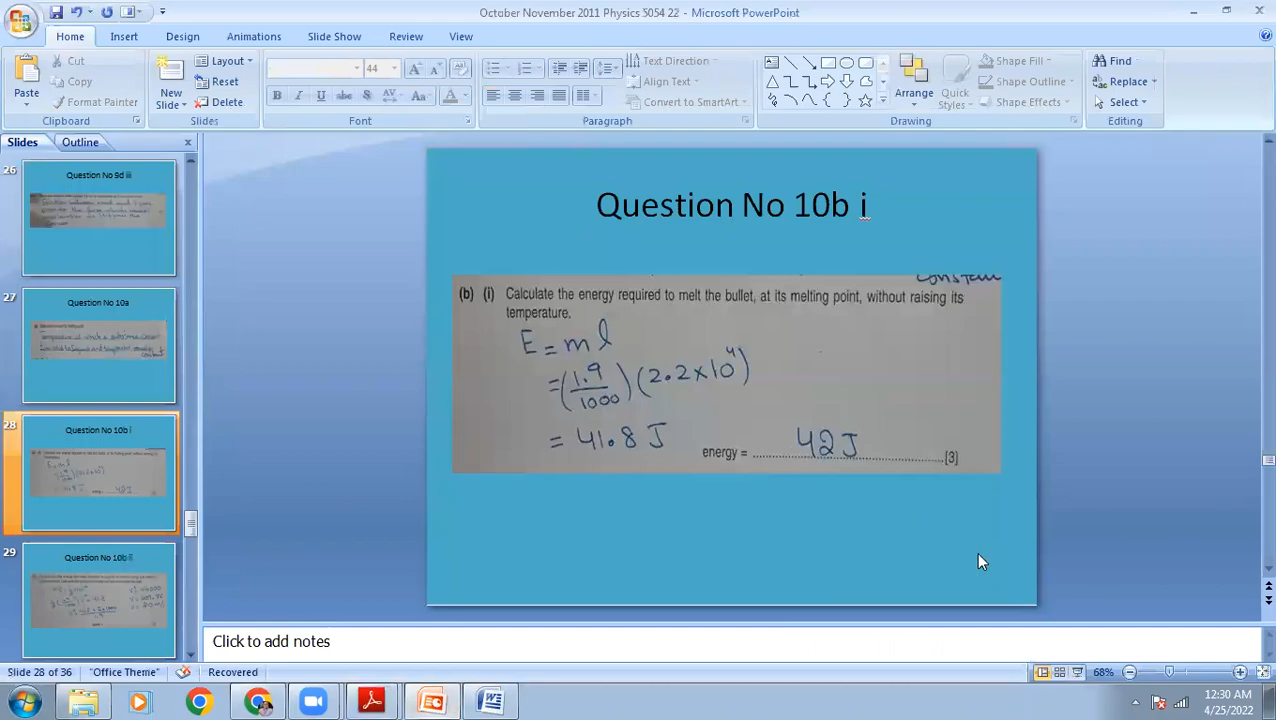 October November 2011 Physics 5054 22 - Microsoft PowerPoint
Home Insert Design Animations Slide Show Review View
Paste
Cut
Copy
Format Painter
Clipboard
New Slide
Layout
Reset
Delete
Slides
44
B I U abc S AV Aa A
Font
Text Direction
Align Text
Convert to SmartArt
Paragraph
Arrange
Quick Styles
Shape Fill
Shape Outline
Shape Effects
Drawing
Find
Replace
Select
Editing
Slides Outline
26
Question No 9d iii
27
Question No 10a
28
Question No 10b i
29
Question No 10b ii
Question No 10b i
(b) (i) Calculate the energy required to melt the bullet, at its melting point, without raising its
temperature.
E = m l
= (1.9/1000) (2.2 × 10⁴)
= 41.8 J
energy = 42J [3]
Click to add notes
Slide 28 of 36 "Office Theme" Recovered 68%
12:30 AM
4/25/2022